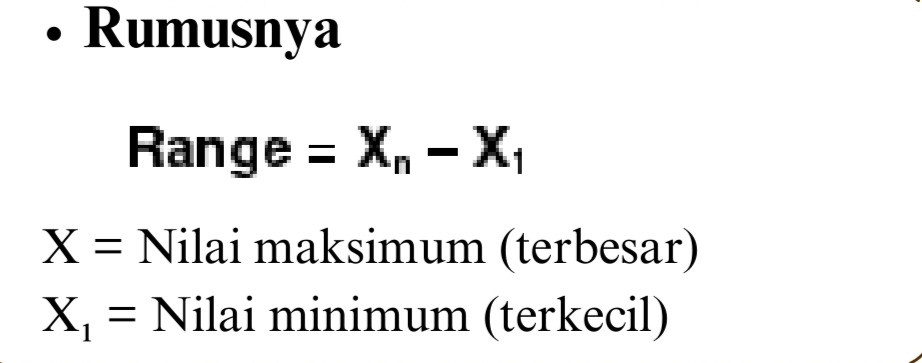 • Rumusnya
Range = Xₙ – X₁
X = Nilai maksimum (terbesar)
X₁ = Nilai minimum (terkecil)